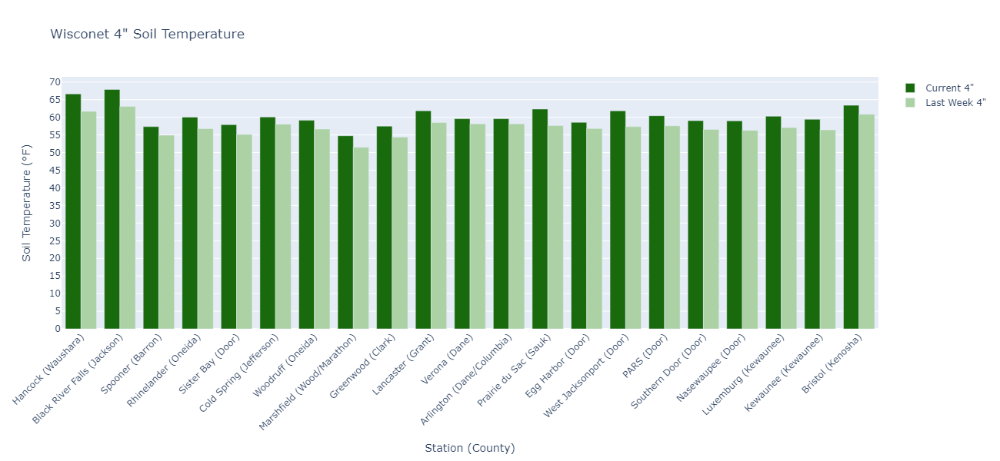 Wisconet 4" Soil Temperature
Current 4"
Last Week 4"
Soil Temperature (°F)
70
65
60
55
50
45
40
35
30
25
20
15
10
5
0
Hancock (Waushara)
Black River Falls (Jackson)
Spooner (Barron)
Rhinelander (Oneida)
Sister Bay (Door)
Cold Spring (Jefferson)
Woodruff (Oneida)
Marshfield (Wood/Marathon)
Greenwood (Clark)
Lancaster (Grant)
Verona (Dane)
Arlington (Dane/Columbia)
Prairie du Sac (Sauk)
Egg Harbor (Door)
West Jacksonport (Door)
PARS (Door)
Southern Door (Door)
Nasewaupee (Door)
Luxemburg (Kewaunee)
Kewaunee (Kewaunee)
Bristol (Kenosha)
Station (County)